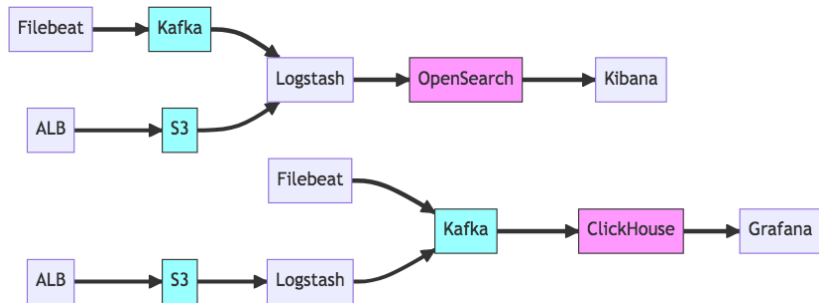 Filebeat
Kafka
Logstash
OpenSearch
Kibana
ALB
S3
Filebeat
Kafka
ClickHouse
Grafana
ALB
S3
Logstash